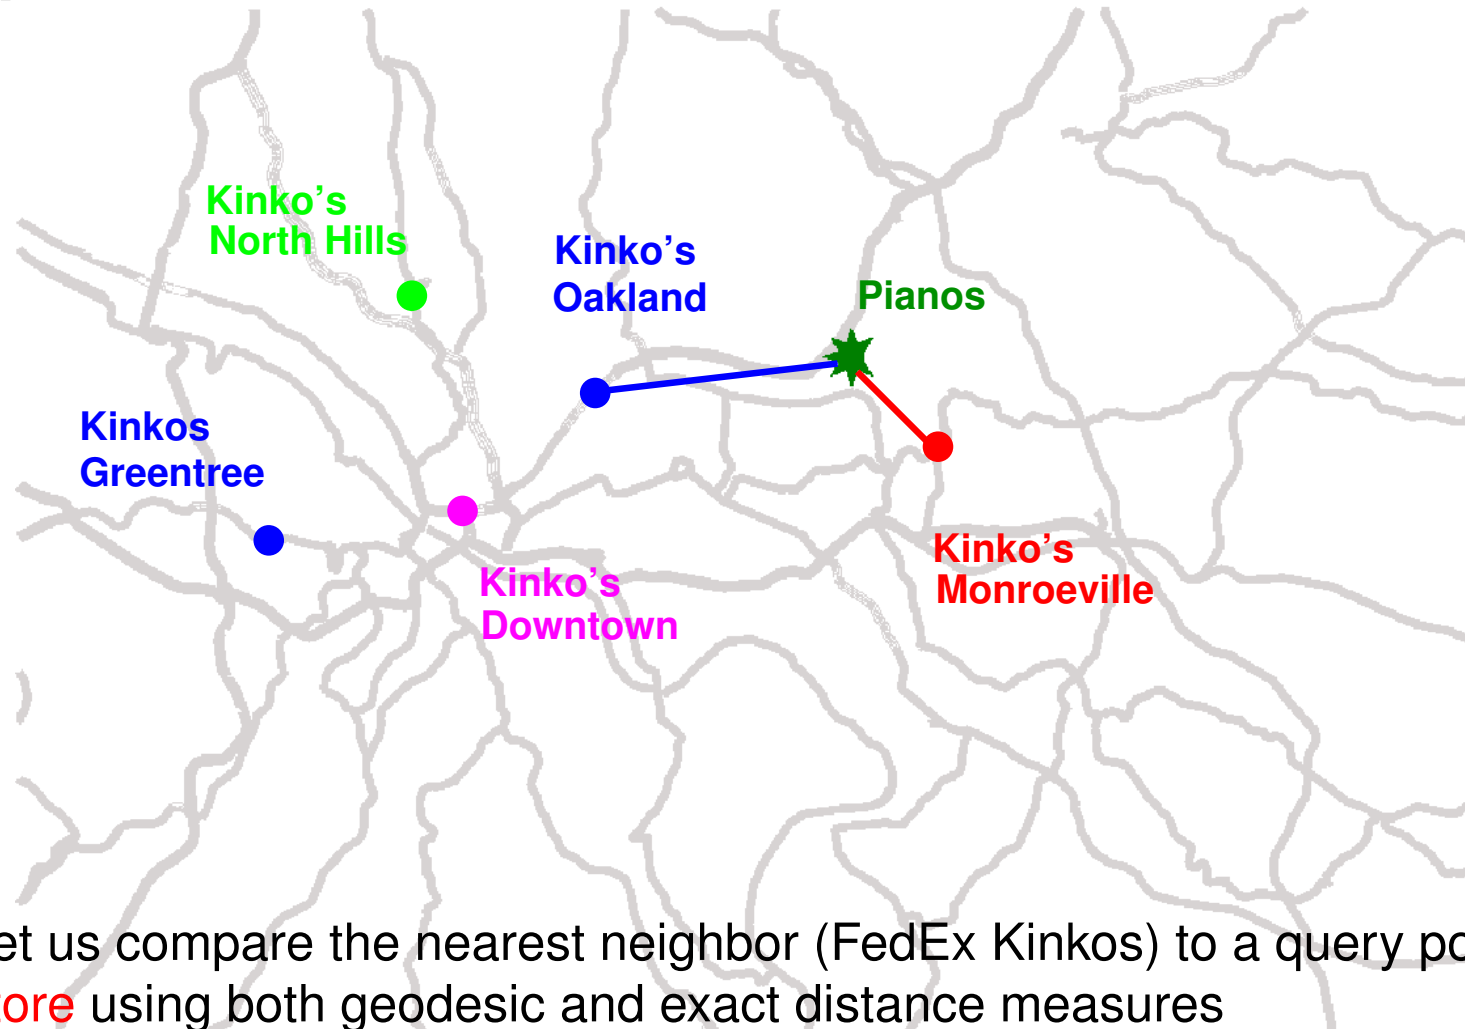 Kinko's
North Hills
Kinko's
Oakland
Pianos
Kinkos
Greentree
Kinko's
Monroeville
Kinko's
Downtown
et us compare the nearest neighbor (FedEx Kinkos) to a query po
tore using both geodesic and exact distance measures